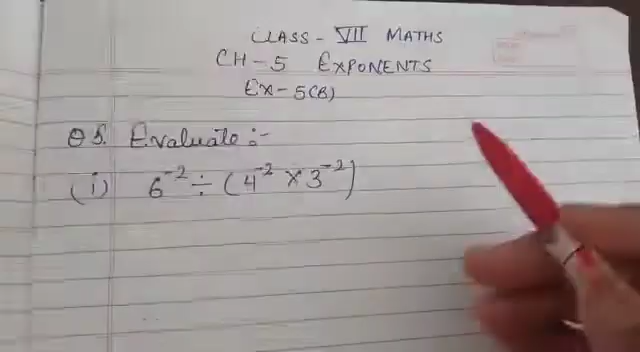 CLASS - VII MATHS
CH-5 EXPONENTS
EX-5(B)
Q5. Evaluate:-
(i) 6⁻² ÷ (4⁻² × 3⁻²)